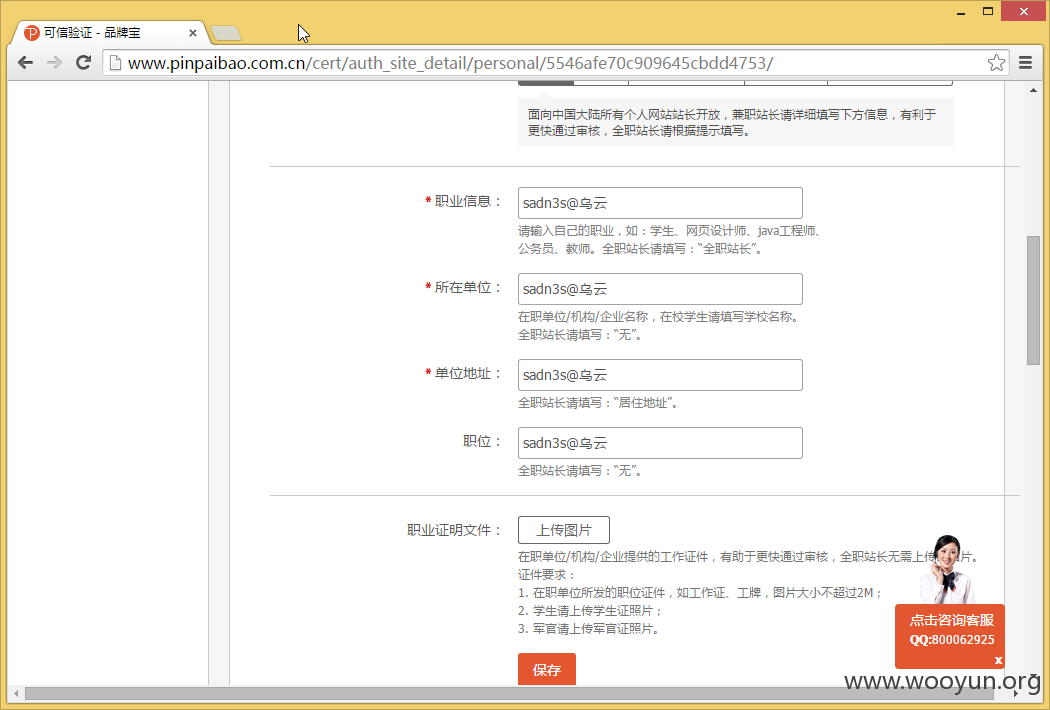 可信验证 - 品牌宝
www.pinpaibao.com.cn/cert/auth_site_detail/personal/5546afe70c909645cbdd4753/
面向中国大陆所有个人网站站长开放，兼职站长请详细填写下方信息，有利于
更快通过审核，全职站长请根据提示填写。
* 职业信息： sadn3s@乌云
请输入自己的职业，如：学生、网页设计师、java工程师、
公务员、教师。全职站长请填写：“全职站长”。
* 所在单位： sadn3s@乌云
在职单位/机构/企业名称，在校学生请填写学校名称。
全职站长请填写：“无”。
* 单位地址： sadn3s@乌云
全职站长请填写：“居住地址”。
职位： sadn3s@乌云
全职站长请填写：“无”。
职业证明文件： 上传图片
在职单位/机构/企业提供的工作证件，有助于更快通过审核，全职站长无需上传 片。
证件要求：
1. 在职单位所发的职位证件，如工作证、工牌，图片大小不超过2M；
2. 学生请上传学生证照片；
3. 军官请上传军官证照片。
点击咨询客服
QQ:800062925
x
保存
www.wooyun.org